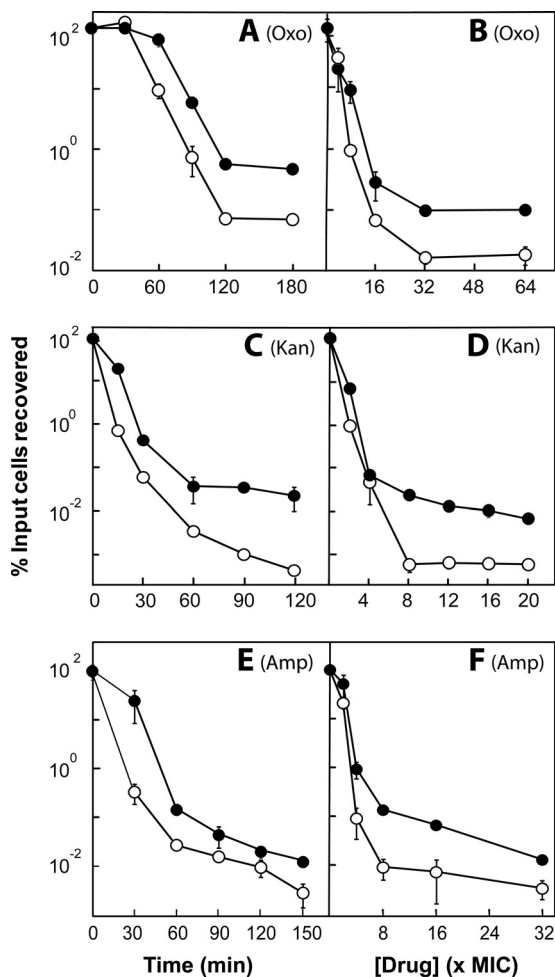 % Input cells recovered
A (Oxo)
10²
10⁰
10⁻²
0 60 120 180
B (Oxo)
16 32 48 64
C (Kan)
10²
10⁰
10⁻²
0 30 60 90 120
D (Kan)
4 8 12 16 20
E (Amp)
10²
10⁰
10⁻²
0 30 60 90 120 150
F (Amp)
8 16 24 32
Time (min)
[Drug] (x MIC)